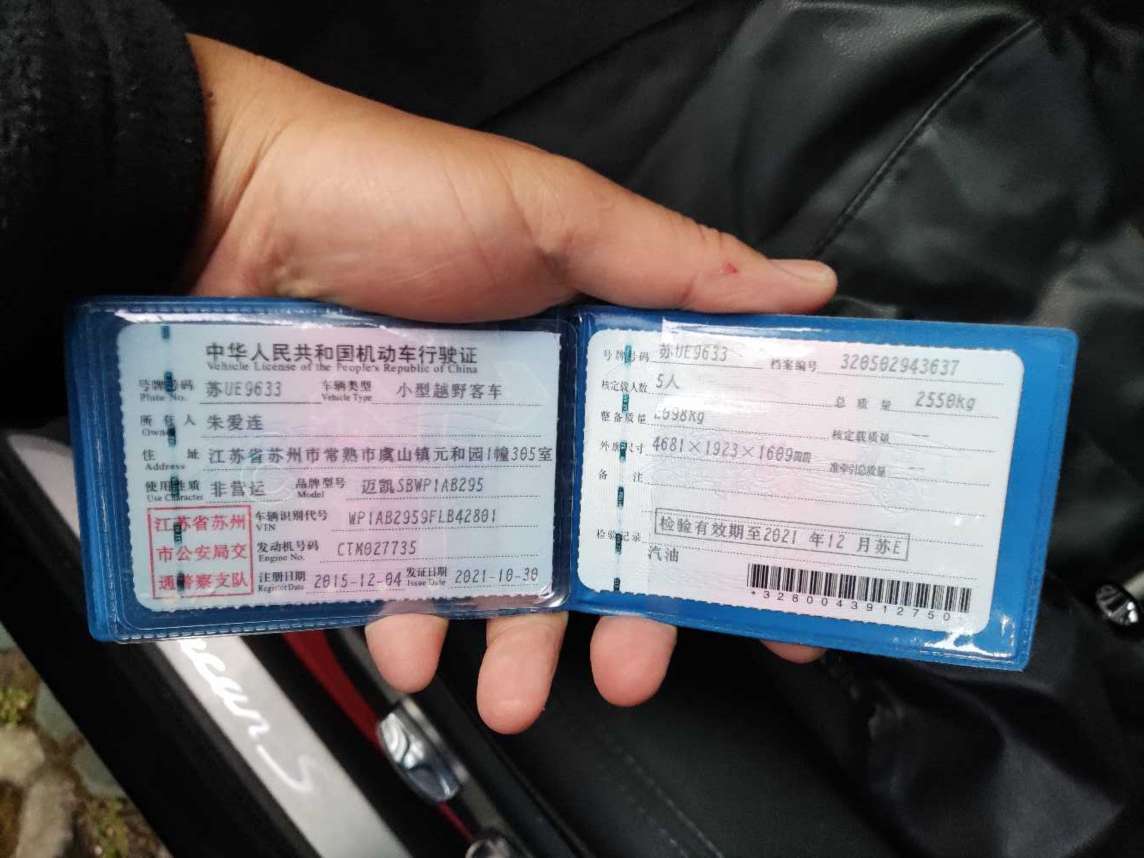 中华人民共和国机动车行驶证
Vehicle License of the People's Republic of China
号牌号码 苏UE9633 车辆类型 小型越野客车
Plate No. Vehicle Type
所有人 朱爱连
Owner
住址 江苏省苏州市常熟市虞山镇元和园1幢305室
Address
使用性质 非营运 品牌型号 迈凯SBWP1AB295
Use Character Model
江苏省苏州
市公安局交
通警察支队
车辆识别代号 WP1AB2959FLB42801
VIN
发动机号码 CTM027735
Engine No.
注册日期 2015-12-04 发证日期 2021-10-30
Register Date Issue Date
号牌号码 苏UE9633 档案编号 320502943637
核定载人数 5人 总质量 2550kg
整备质量 2098kg 核定载质量 --
外廓尺寸 4681×1923×1609mm 准牵引总质量 --
备注
检验有效期至2021年12月苏E
检验记录
汽油
*3280043912750*
S